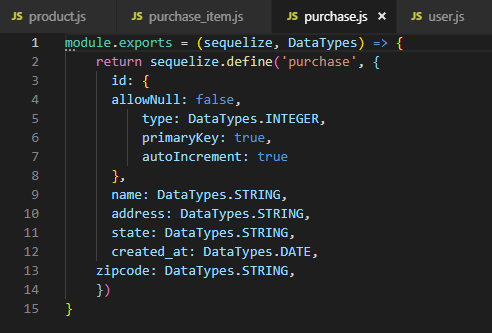 JS product.js JS purchase_item.js JS purchase.js × JS user.js
1 module.exports = (sequelize, DataTypes) => {
2 return sequelize.define('purchase', {
3 id: {
4 allowNull: false,
5 type: DataTypes.INTEGER,
6 primaryKey: true,
7 autoIncrement: true
8 },
9 name: DataTypes.STRING,
10 address: DataTypes.STRING,
11 state: DataTypes.STRING,
12 created_at: DataTypes.DATE,
13 zipcode: DataTypes.STRING,
14 })
15 }